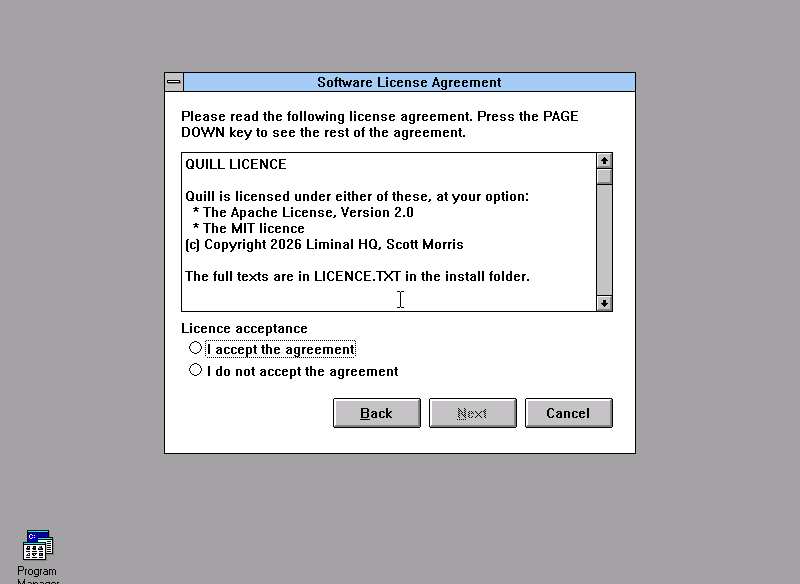 Software License Agreement
Please read the following license agreement. Press the PAGE
DOWN key to see the rest of the agreement.
QUILL LICENCE
Quill is licensed under either of these, at your option:
* The Apache License, Version 2.0
* The MIT licence
(c) Copyright 2026 Liminal HQ, Scott Morris
The full texts are in LICENCE.TXT in the install folder.
Licence acceptance
I accept the agreement
I do not accept the agreement
Back Next Cancel
C:\
Program
Manager